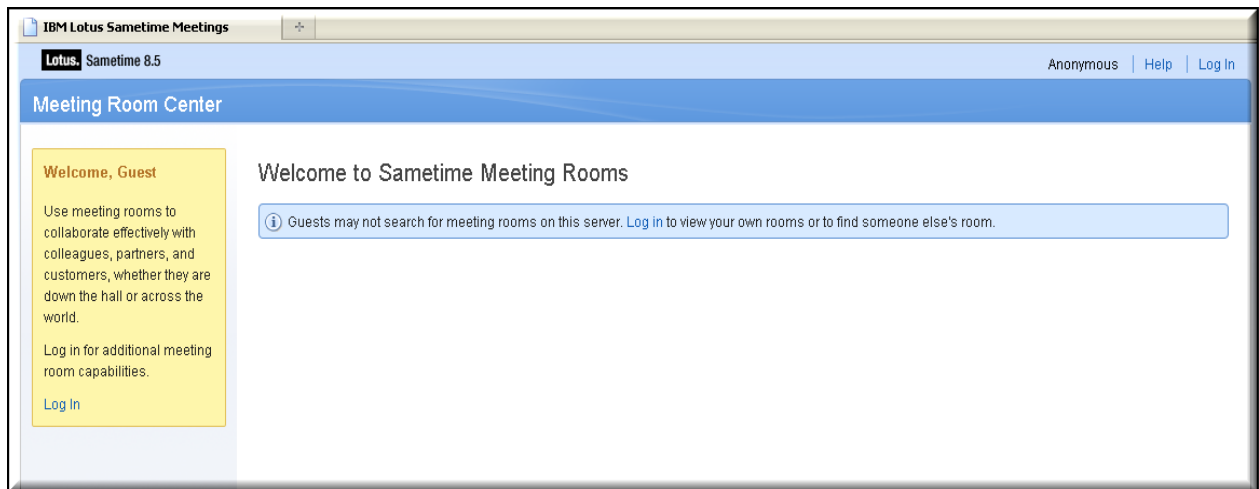 IBM Lotus Sametime Meetings
Lotus. Sametime 8.5
Anonymous | Help | Log In
Meeting Room Center
Welcome, Guest
Use meeting rooms to
collaborate effectively with
colleagues, partners, and
customers, whether they are
down the hall or across the
world.
Log in for additional meeting
room capabilities.
Log In
Welcome to Sametime Meeting Rooms
Guests may not search for meeting rooms on this server. Log in to view your own rooms or to find someone else's room.